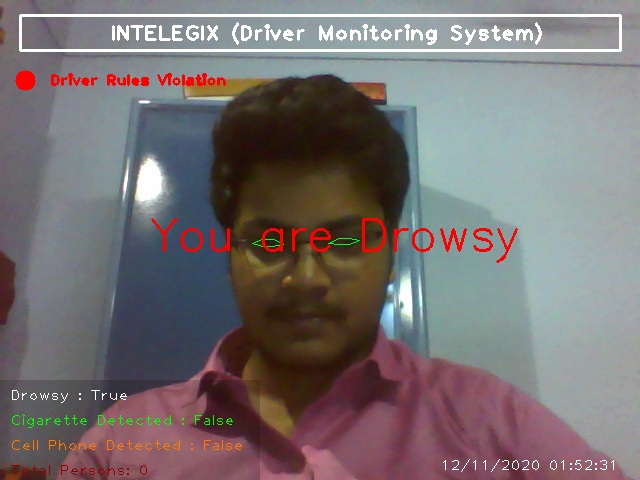 INTELEGIX (Driver Monitoring System)
Driver Rules Violation
You are Drowsy
Drowsy : True
Cigarette Detected : False
Cell Phone Detected : False
Total Persons: 0
12/11/2020 01:52:31